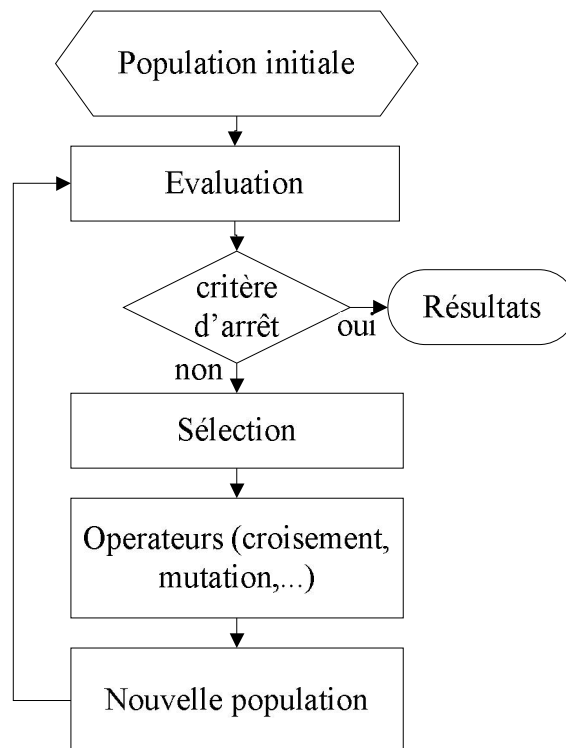 Population initiale
Evaluation
critère
d'arrêt
oui
Résultats
non
Sélection
Operateurs (croisement,
mutation,...)
Nouvelle population